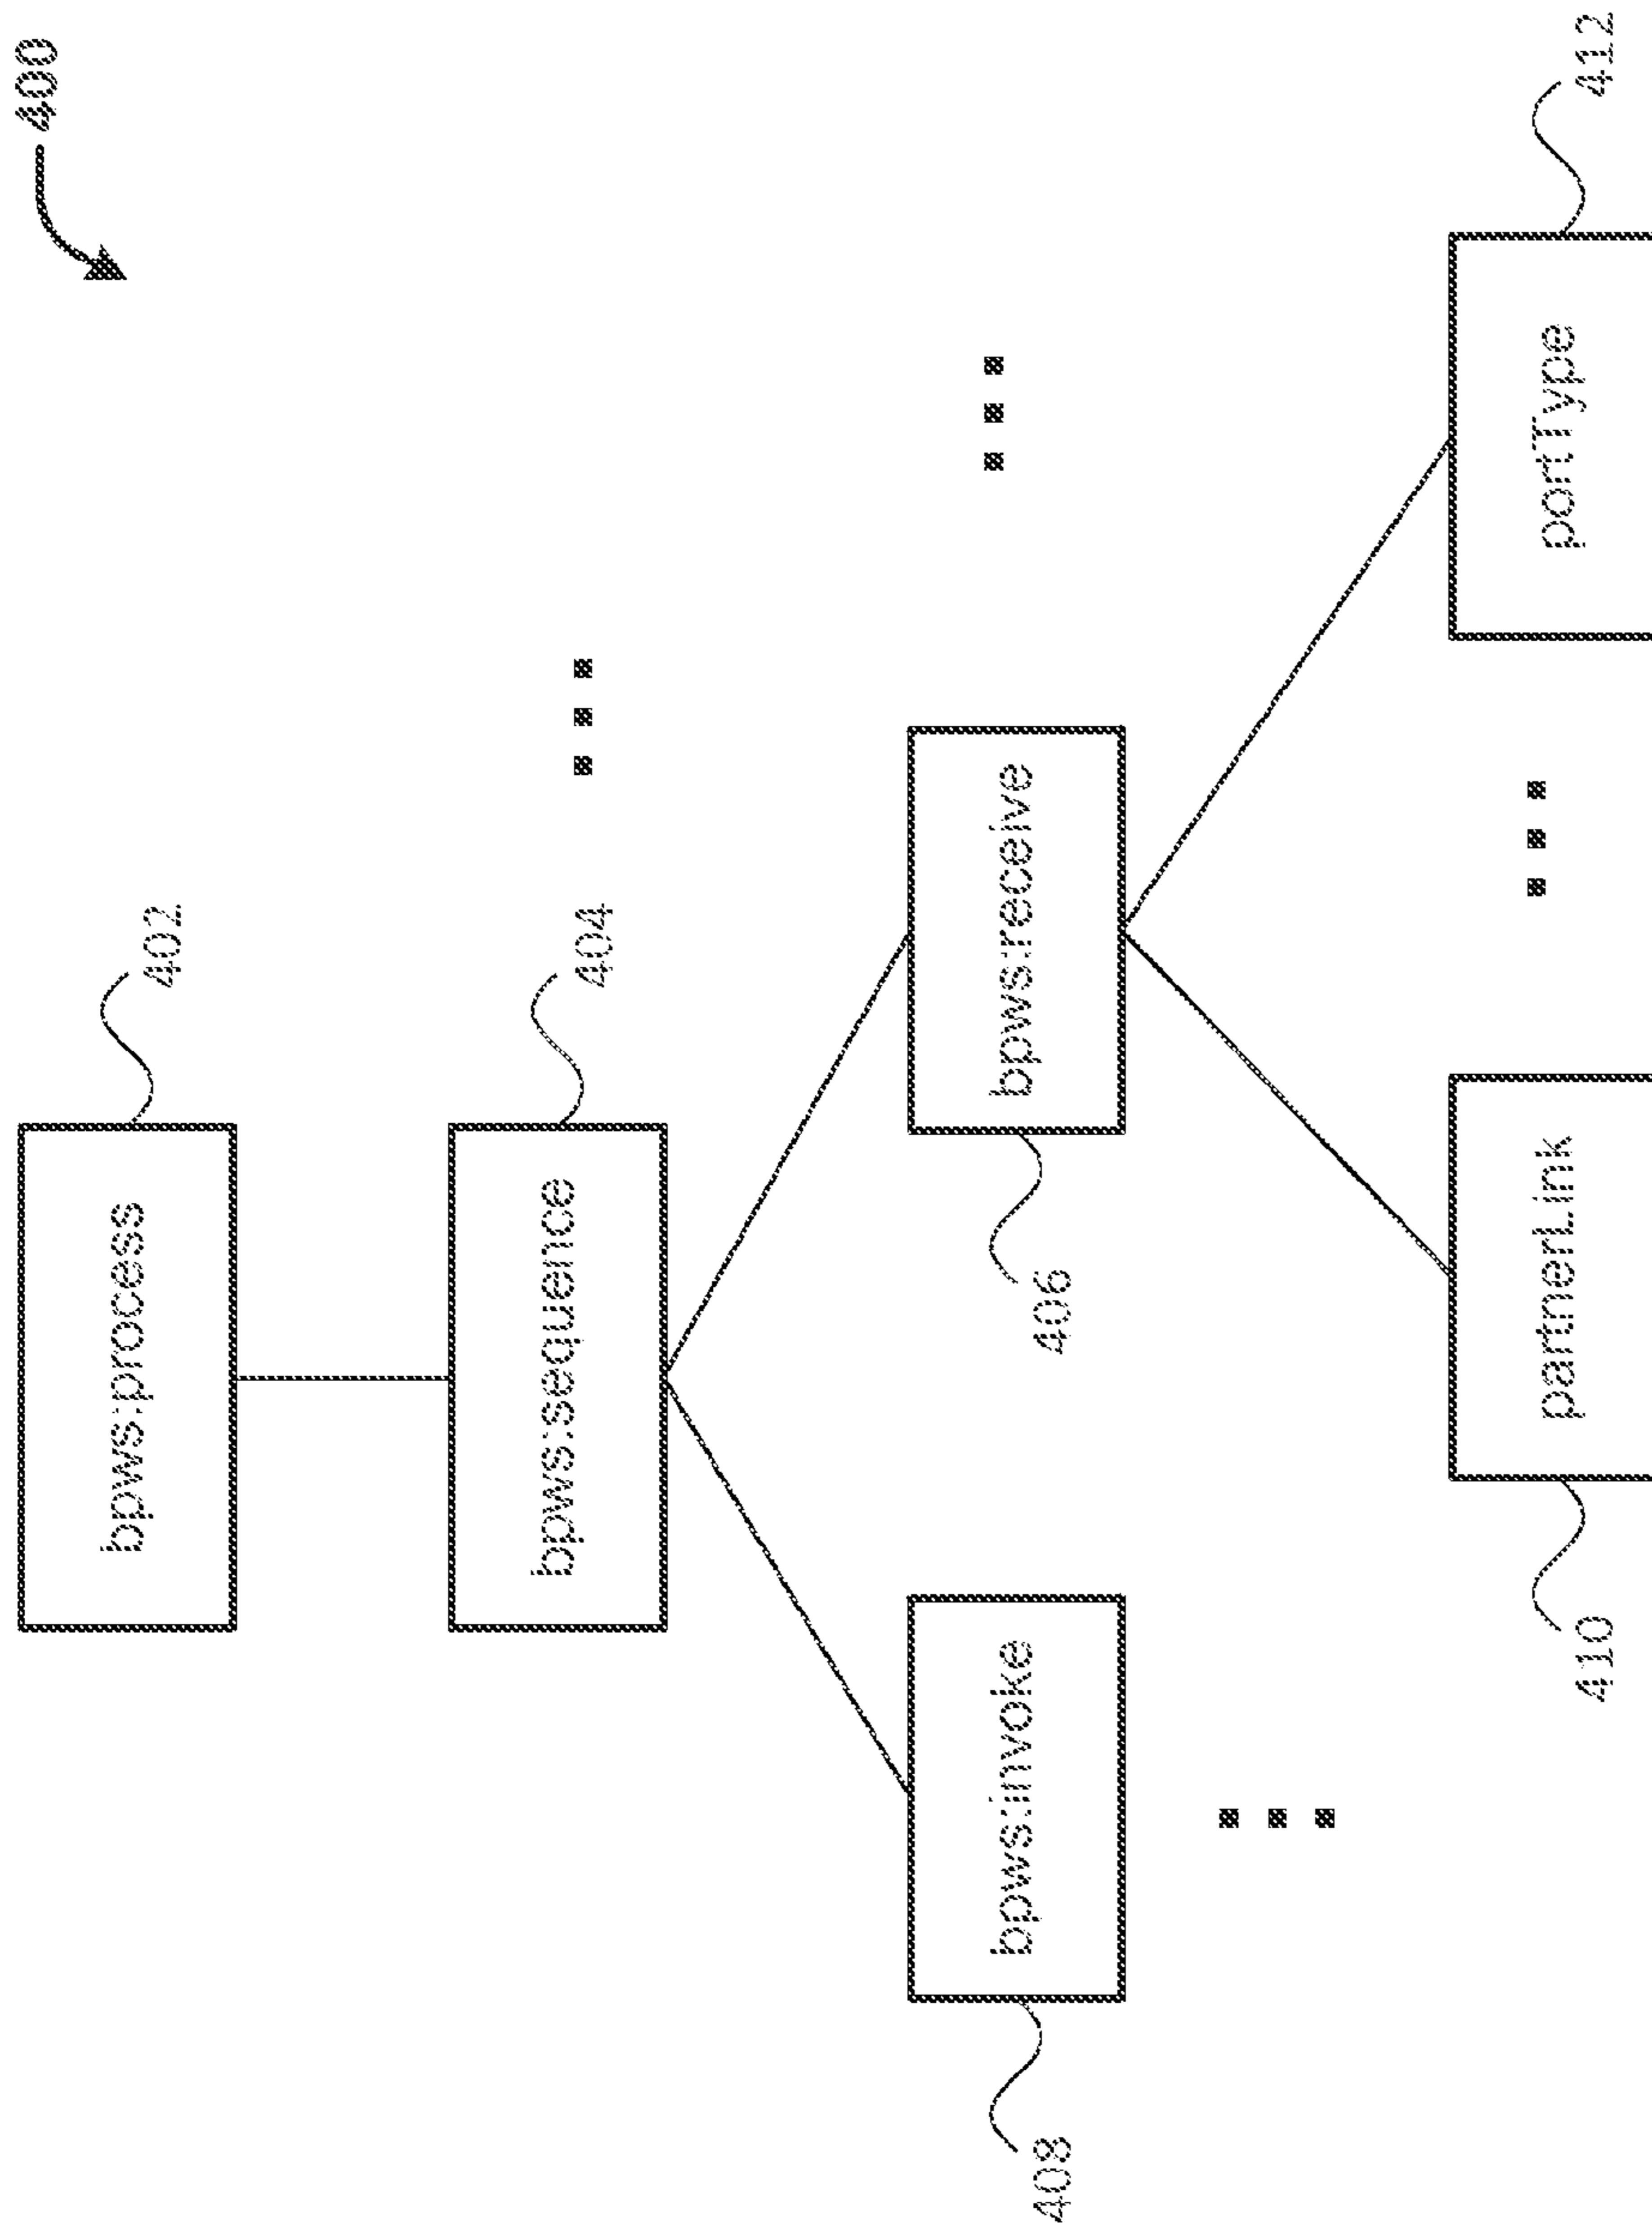 400
bpws:process
402
bpws:sequence
404
bpws:invoke
408
bpws:receive
406
partnerLink
410
portType
412